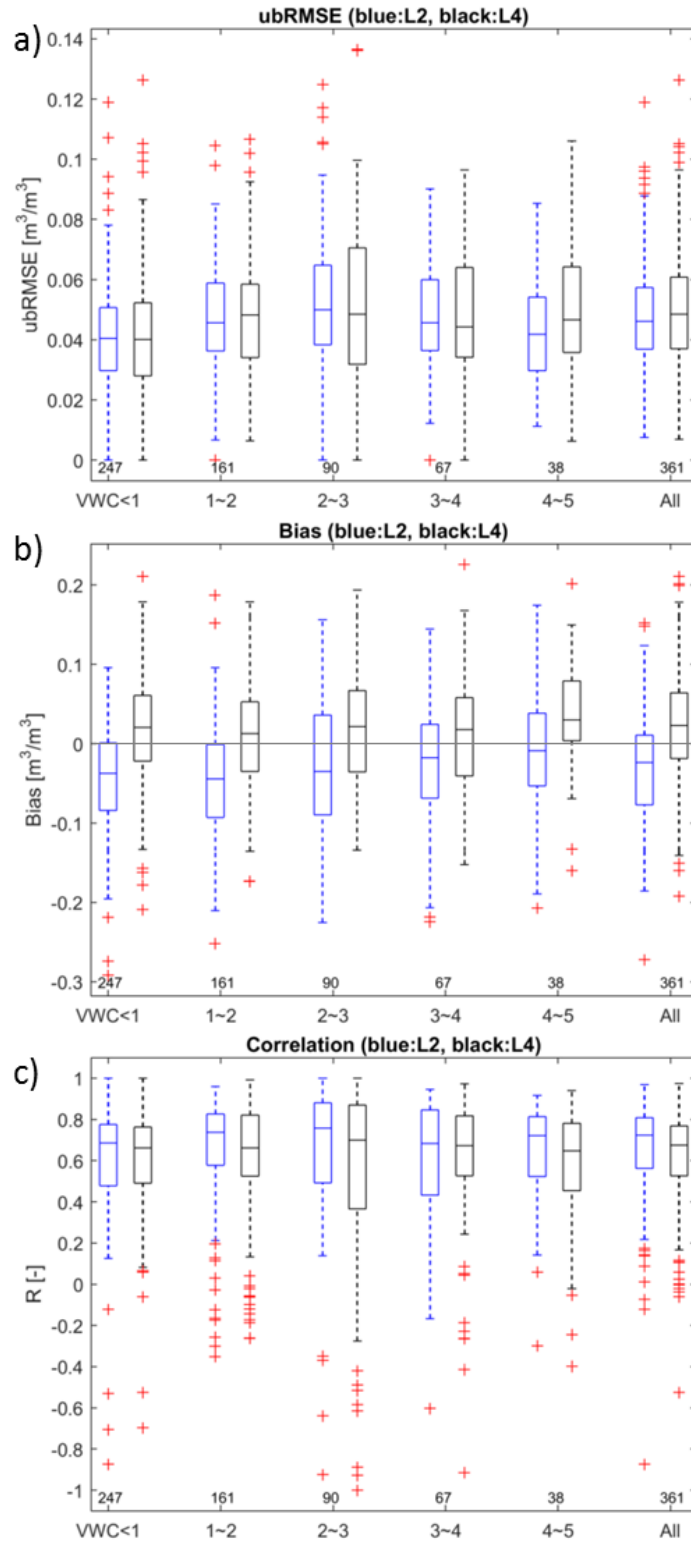 ubRMSE (blue:L2, black:L4)
a)
0.14
0.12
0.1
0.08
0.06
0.04
0.02
0
ubRMSE [m³/m³]
247 161 90 67 38 361
VWC<1 1~2 2~3 3~4 4~5 All
Bias (blue:L2, black:L4)
b)
0.2
0.1
0
-0.1
-0.2
-0.3
Bias [m³/m³]
247 161 90 67 38 361
VWC<1 1~2 2~3 3~4 4~5 All
Correlation (blue:L2, black:L4)
c)
1
0.8
0.6
0.4
0.2
0
-0.2
-0.4
-0.6
-0.8
-1
R [-]
247 161 90 67 38 361
VWC<1 1~2 2~3 3~4 4~5 All